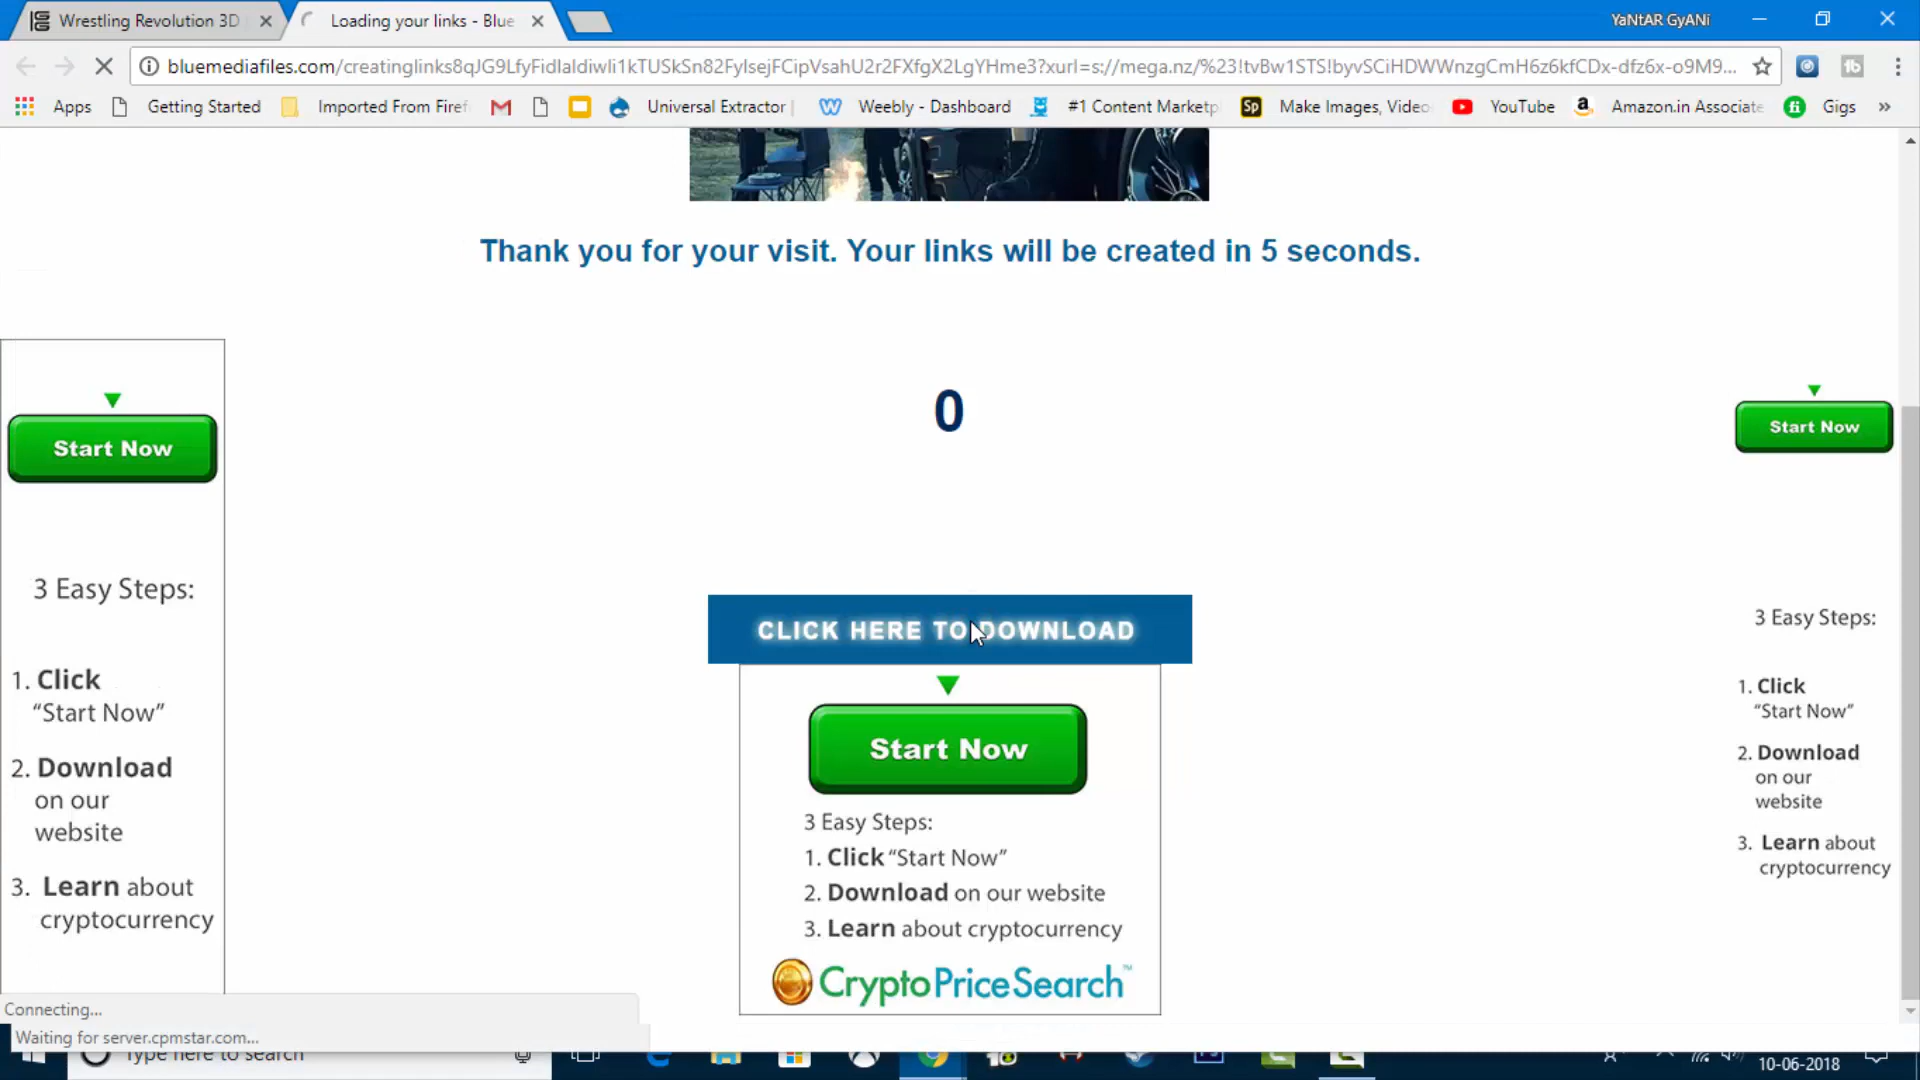 Wrestling Revolution 3D
Loading your links - Blue
YaNtAR GyANi
bluemediafiles.com/creatinglinks8qJG9LfyFidlaldiwli1kTUSkSn82FylsejFCipVsahU2r2FXfgX2LgYHme3?xurl=s://mega.nz/%23!tvBw1STS!byvSCiHDWWnzgCmH6z6kfCDx-dfz6x-o9M9...
Apps
Getting Started
Imported From Firef
Universal Extractor |
Weebly - Dashboard
#1 Content Marketp
Sp
Make Images, Video
YouTube
Amazon.in Associate
Gigs
»
Thank you for your visit. Your links will be created in 5 seconds.
0
Start Now
3 Easy Steps:
1. Click
“Start Now”
2. Download
on our
website
3. Learn about
cryptocurrency
CLICK HERE TO DOWNLOAD
Start Now
3 Easy Steps:
1. Click “Start Now”
2. Download on our website
3. Learn about cryptocurrency
CryptoPriceSearch™
Start Now
3 Easy Steps:
1. Click
“Start Now”
2. Download
on our
website
3. Learn about
cryptocurrency
Connecting...
Waiting for server.cpmstar.com...
Type here to search
10-06-2018